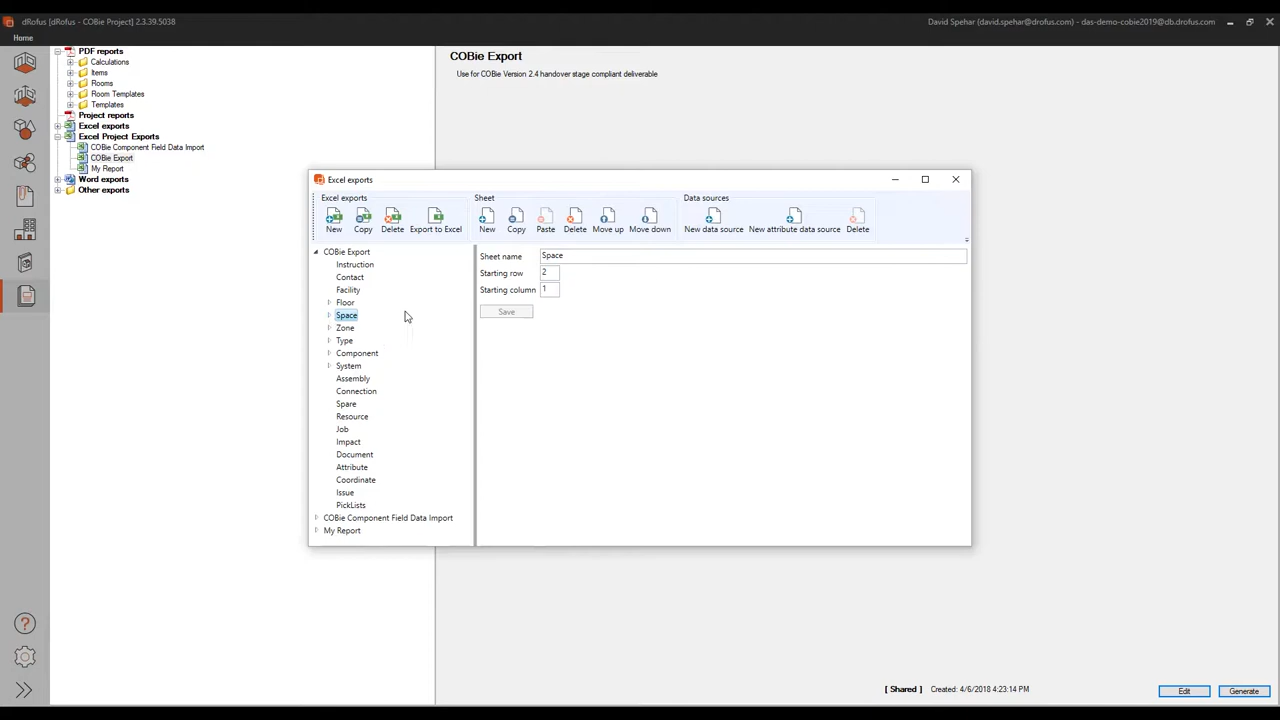 dRofus (dRofus - COBie Project) 2.3.39.5038
David Spehar (david.spehar@drofus.com) - das-demo-cobie2019@db.drofus.com
Home
PDF reports
Calculations
Items
Rooms
Room Templates
Templates
Project reports
Excel exports
Excel Project Exports
COBie Component Field Data Import
COBie Export
My Report
Word exports
Other exports
COBie Export
Use for COBie Version 2.4 handover stage compliant deliverable
Excel exports
Excel exports
Sheet
Data sources
New
Copy
Delete
Export to Excel
New
Copy
Paste
Delete
Move up
Move down
New data source
New attribute data source
Delete
COBie Export
Instruction
Contact
Facility
Floor
Space
Zone
Type
Component
System
Assembly
Connection
Spare
Resource
Job
Impact
Document
Attribute
Coordinate
Issue
PickLists
COBie Component Field Data Import
My Report
Sheet name
Space
Starting row
2
Starting column
1
Save
[ Shared ]
Created: 4/6/2018 4:23:14 PM
Edit
Generate